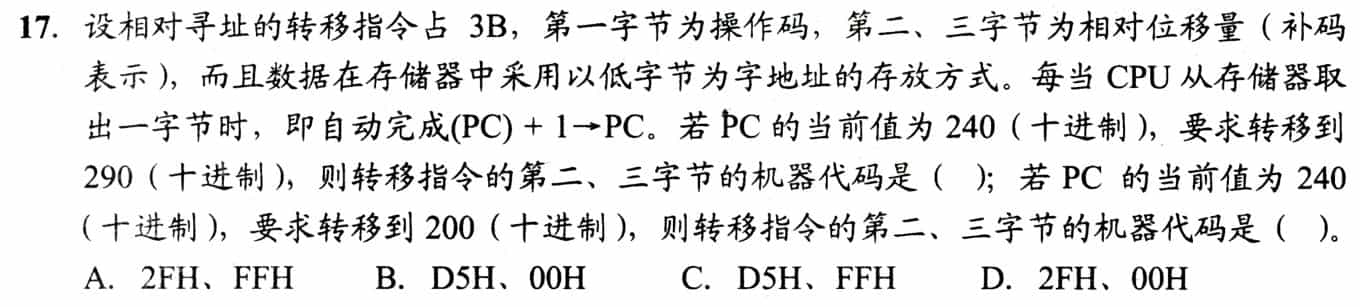 17. 设相对寻址的转移指令占 3B，第一字节为操作码，第二、三字节为相对位移量（补码
表示），而且数据在存储器中采用以低字节为字地址的存放方式。每当 CPU 从存储器取
出一字节时，即自动完成(PC) + 1→PC。若 PC 的当前值为 240（十进制），要求转移到
290（十进制），则转移指令的第二、三字节的机器代码是（ ）；若 PC 的当前值为 240
（十进制），要求转移到 200（十进制），则转移指令的第二、三字节的机器代码是（ ）。
A. 2FH、FFH B. D5H、00H C. D5H、FFH D. 2FH、00H